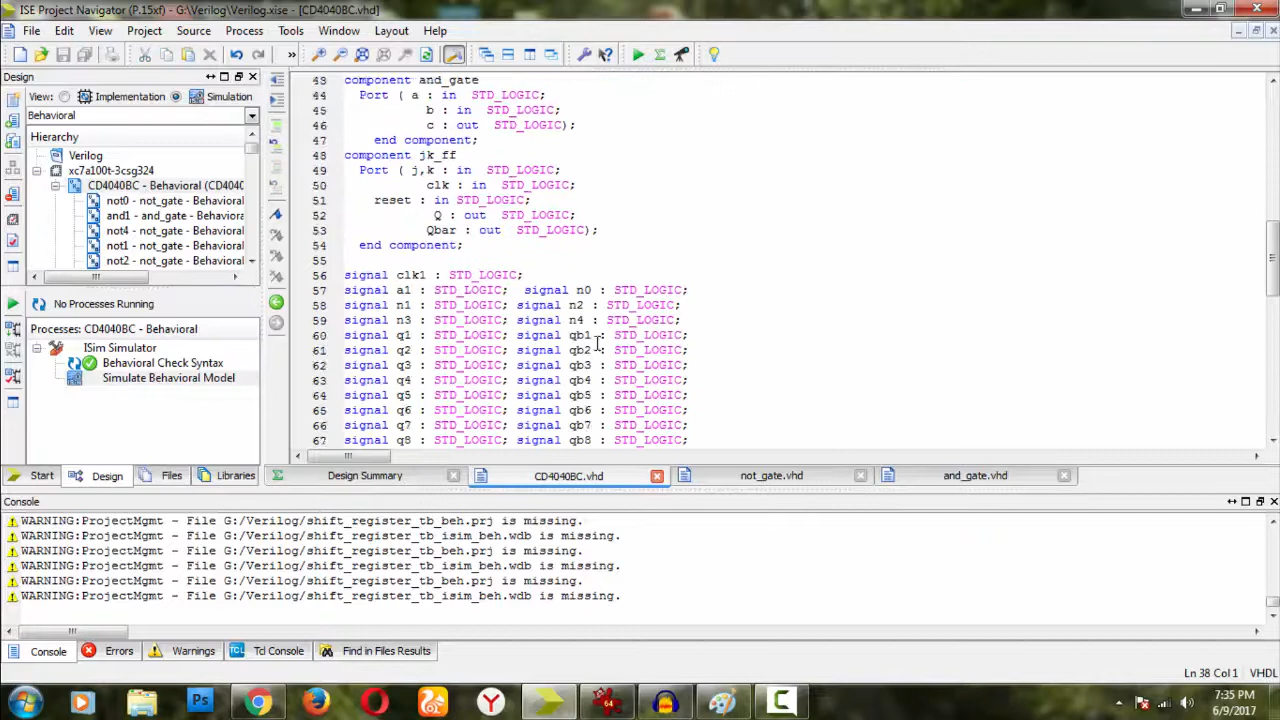 ISE Project Navigator (P.15xf) - G:\Verilog\Verilog.xise - [CD4040BC.vhd]
File Edit View Project Source Process Tools Window Layout Help
Design
View: Implementation Simulation
Behavioral
Hierarchy
Verilog
xc7a100t-3csg324
CD4040BC - Behavioral (CD4040
not0 - not_gate - Behavioral
and1 - and_gate - Behavioral
not4 - not_gate - Behavioral
not1 - not_gate - Behavioral
not2 - not_gate - Behavioral
No Processes Running
Processes: CD4040BC - Behavioral
ISim Simulator
Behavioral Check Syntax
Simulate Behavioral Model
43 component and_gate
44 Port ( a : in STD_LOGIC;
45 b : in STD_LOGIC;
46 c : out STD_LOGIC);
47 end component;
48 component jk_ff
49 Port ( j,k : in STD_LOGIC;
50 clk : in STD_LOGIC;
51 reset : in STD_LOGIC;
52 Q : out STD_LOGIC;
53 Qbar : out STD_LOGIC);
54 end component;
55
56 signal clk1 : STD_LOGIC;
57 signal a1 : STD_LOGIC; signal n0 : STD_LOGIC;
58 signal n1 : STD_LOGIC; signal n2 : STD_LOGIC;
59 signal n3 : STD_LOGIC; signal n4 : STD_LOGIC;
60 signal q1 : STD_LOGIC; signal qb1 : STD_LOGIC;
61 signal q2 : STD_LOGIC; signal qb2 : STD_LOGIC;
62 signal q3 : STD_LOGIC; signal qb3 : STD_LOGIC;
63 signal q4 : STD_LOGIC; signal qb4 : STD_LOGIC;
64 signal q5 : STD_LOGIC; signal qb5 : STD_LOGIC;
65 signal q6 : STD_LOGIC; signal qb6 : STD_LOGIC;
66 signal q7 : STD_LOGIC; signal qb7 : STD_LOGIC;
67 signal q8 : STD_LOGIC; signal qb8 : STD_LOGIC;
Start Design Files Libraries
Design Summary CD4040BC.vhd not_gate.vhd and_gate.vhd
Console
WARNING:ProjectMgmt - File G:/Verilog/shift_register_tb_beh.prj is missing.
WARNING:ProjectMgmt - File G:/Verilog/shift_register_tb_isim_beh.wdb is missing.
WARNING:ProjectMgmt - File G:/Verilog/shift_register_tb_beh.prj is missing.
WARNING:ProjectMgmt - File G:/Verilog/shift_register_tb_isim_beh.wdb is missing.
WARNING:ProjectMgmt - File G:/Verilog/shift_register_tb_beh.prj is missing.
WARNING:ProjectMgmt - File G:/Verilog/shift_register_tb_isim_beh.wdb is missing.
Console Errors Warnings TCL Tcl Console Find in Files Results
Ln 38 Col 1 VHDL
Ps Y 64 C
7:35 PM
6/9/2017